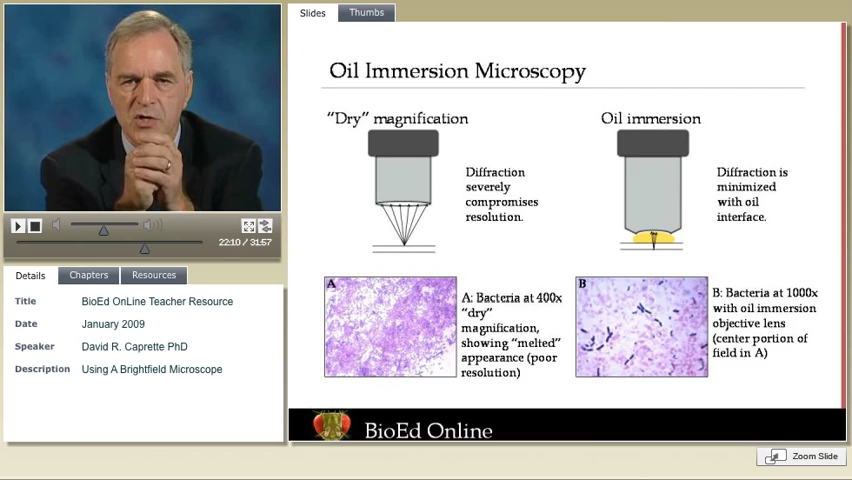 Slides
Thumbs
Oil Immersion Microscopy
“Dry” magnification
Oil immersion
Diffraction
severely
compromises
resolution.
Diffraction is
minimized
with oil
interface.
22:10 / 31:57
Details
Chapters
Resources
Title BioEd OnLine Teacher Resource
Date January 2009
Speaker David R. Caprette PhD
Description Using A Brightfield Microscope
A
A: Bacteria at 400x
“dry”
magnification,
showing “melted”
appearance (poor
resolution)
B
B: Bacteria at 1000x
with oil immersion
objective lens
(center portion of
field in A)
BioEd Online
Zoom Slide